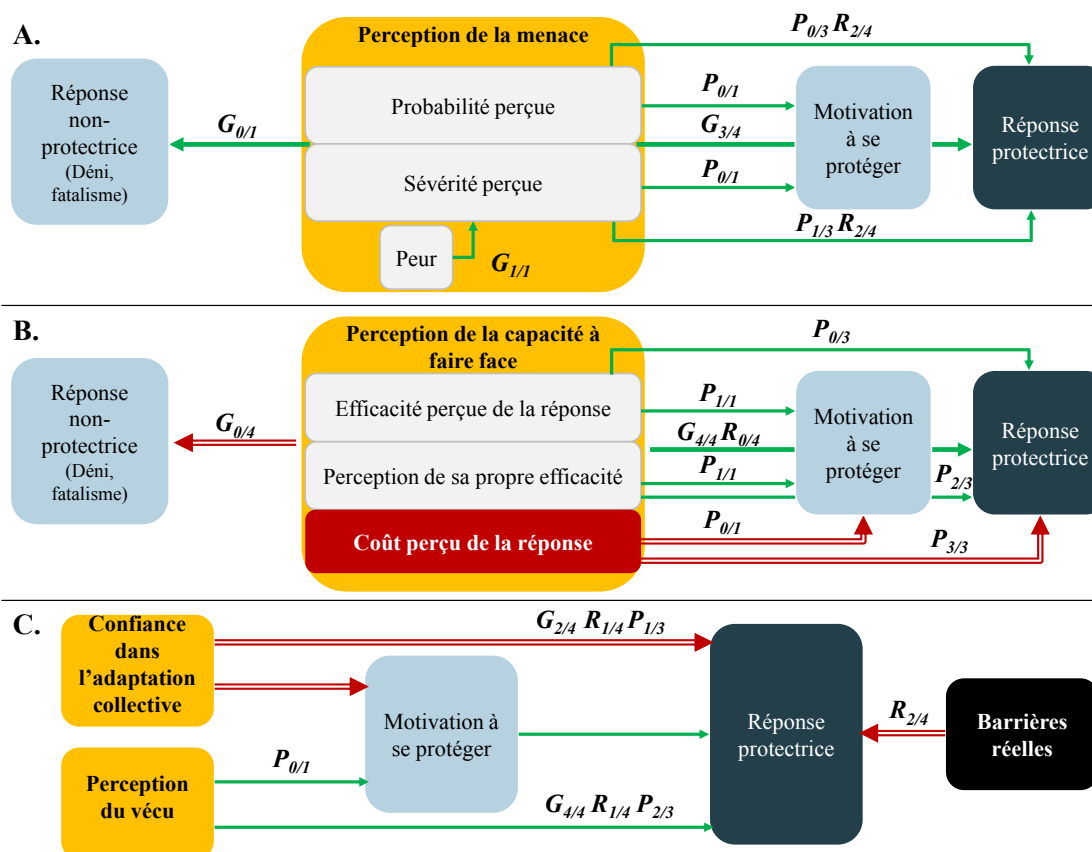 A.
Perception de la menace
P0/3 R2/4
Réponse
non-
protectrice
(Déni,
fatalisme)
G0/1
Probabilité perçue
P0/1
G3/4
Motivation
à se
protéger
Réponse
protectrice
Sévérité perçue
P0/1
P1/3 R2/4
Peur
G1/1
B.
Perception de la capacité à
faire face
P0/3
Réponse
non-
protectrice
(Déni,
fatalisme)
G0/4
Efficacité perçue de la réponse
P1/1
G4/4 R0/4
Motivation
à se
protéger
Réponse
protectrice
Perception de sa propre efficacité
P1/1
P2/3
Coût perçu de la réponse
P0/1
P3/3
C.
Confiance
dans
l’adaptation
collective
G2/4 R1/4 P1/3
Motivation à
se protéger
Réponse
protectrice
R2/4
Barrières
réelles
Perception
du vécu
P0/1
G4/4 R1/4 P2/3